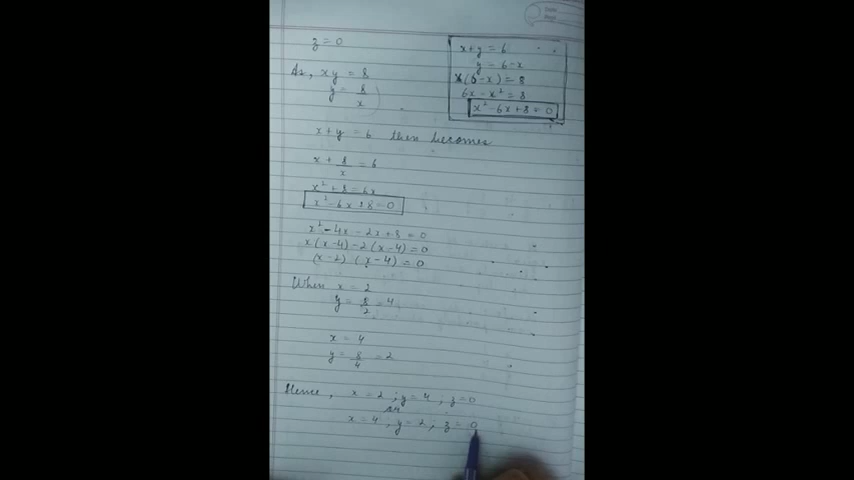 z = 0
As, xy = 8
y = 8/x
x+y = 6
y = 6-x
x(6-x) = 8
6x - x² = 8
x² - 6x + 8 = 0
x + y = 6 then becomes
x + 8/x = 6
x² + 8 = 6x
x² - 6x + 8 = 0
x² - 4x - 2x + 8 = 0
x(x-4) - 2(x-4) = 0
(x-2) (x-4) = 0
When x = 2
y = 8/2 = 4
x = 4
y = 8/4 = 2
Hence, x = 2 ; y = 4 ; z = 0
or
x = 4 ; y = 2 ; z = 0